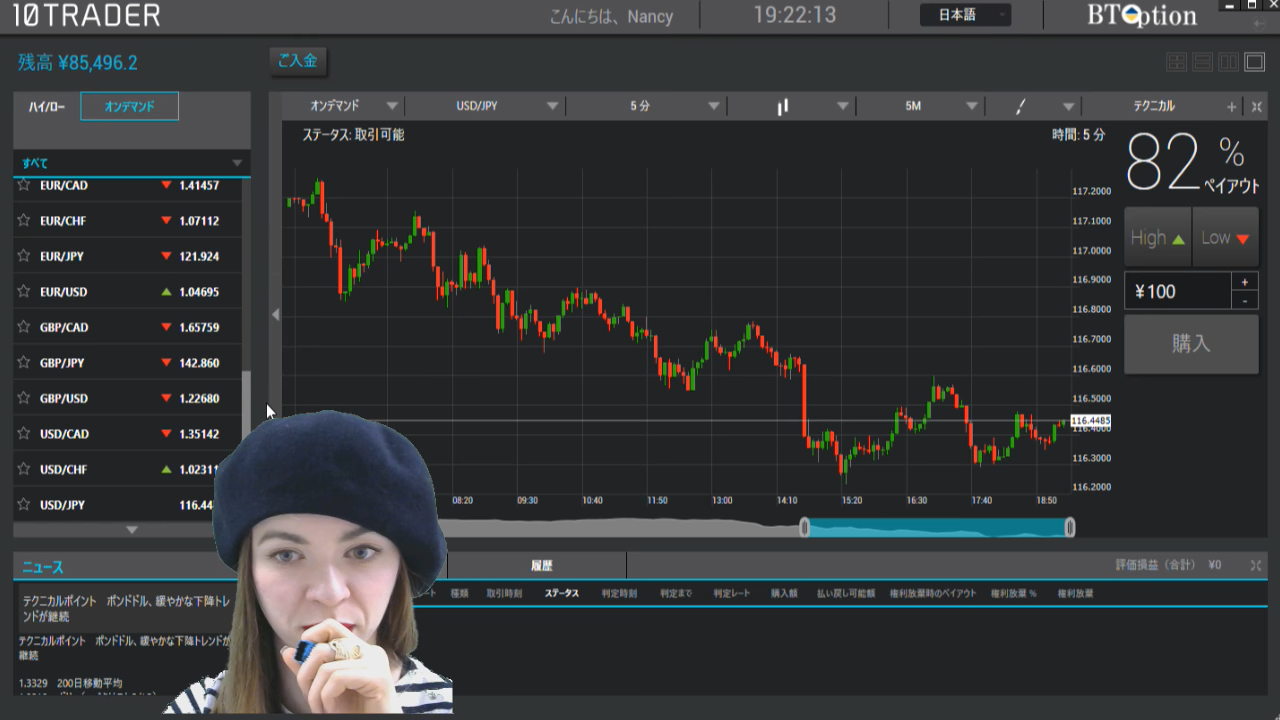 10TRADER
こんにちは、Nancy
19:22:13
日本語
BTOption
残高 ¥85,496.2
ご入金
ハイ/ロー
オンデマンド
オンデマンド
USD/JPY
5 分
5M
テクニカル
ステータス: 取引可能
時間: 5 分
82 %
ペイアウト
High
Low
¥100
+
-
購入
すべて
EUR/CAD 1.41457
EUR/CHF 1.07112
EUR/JPY 121.924
EUR/USD 1.04695
GBP/CAD 1.65759
GBP/JPY 142.860
GBP/USD 1.22680
USD/CAD 1.35142
USD/CHF 1.02311
USD/JPY 116.44
117.2000
117.1000
117.0000
116.9000
116.8000
116.7000
116.6000
116.5000
116.4485
116.4000
116.3000
116.2000
08:20 09:30 10:40 11:50 13:00 14:10 15:20 16:30 17:40 18:50
ニュース
履歴
評価損益（合計） ¥0
種類 取引時刻 ステータス 判定時刻 判定まで 判定レート 購入額 払い戻し可能額 権利放棄時のペイアウト 権利放棄 % 権利放棄
テクニカルポイント ポンドドル、緩やかな下降トレ
ンドが継続
テクニカルポイント ポンドドル、緩やかな下降トレンドが
継続
1.3329 200日移動平均